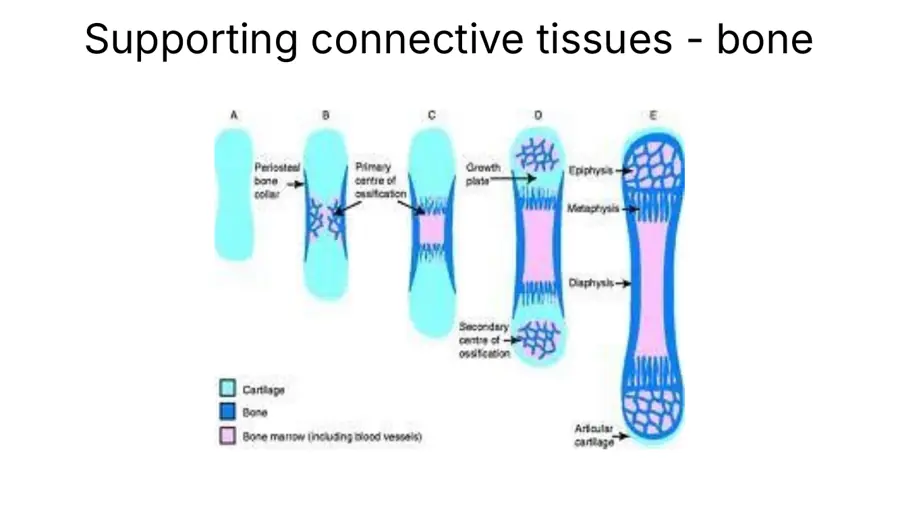 Supporting connective tissues - bone
A
B
C
D
E
Periosteal
bone
collar
Primary
centre of
ossification
Growth
plate
Epiphysis
Metaphysis
Diaphysis
Secondary
centre of
ossification
Cartilage
Bone
Bone marrow (including blood vessels)
Articular
cartilage